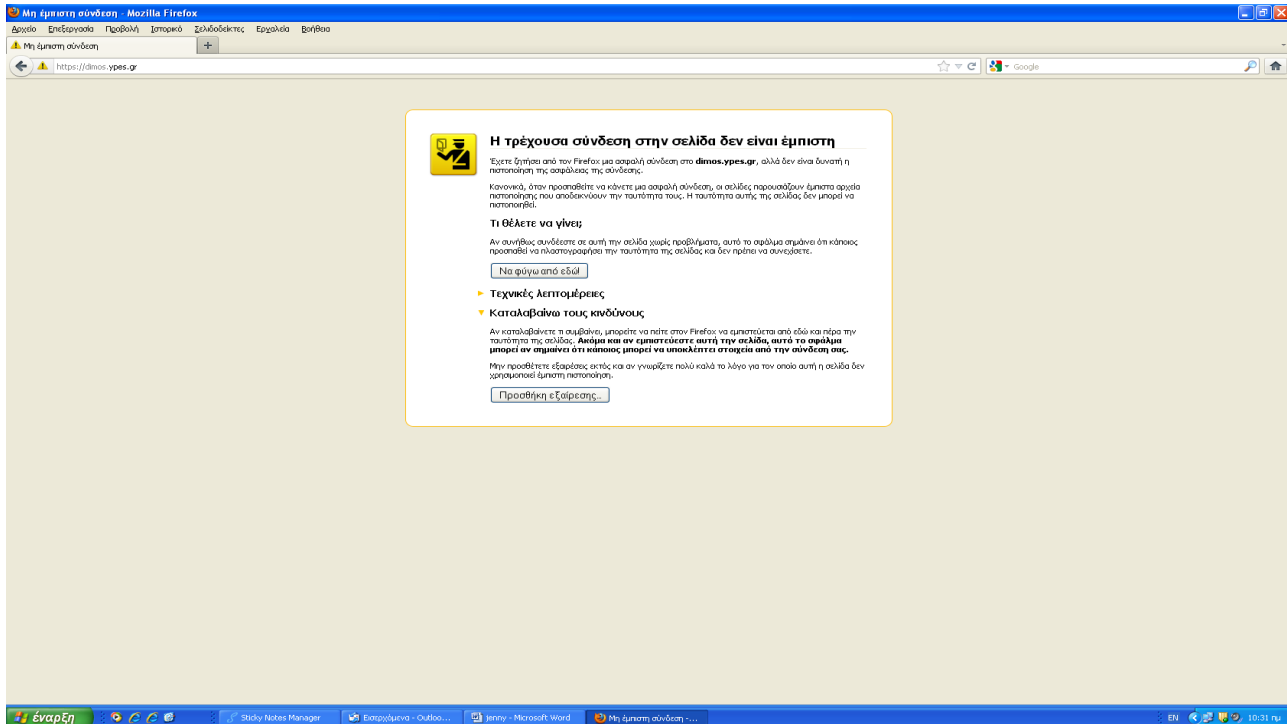 Μη έμπιστη σύνδεση - Mozilla Firefox
Αρχείο Επεξεργασία Προβολή Ιστορικό Σελιδοδείκτες Εργαλεία Βοήθεια
Μη έμπιστη σύνδεση
https://dimos.ypes.gr
Google
Η τρέχουσα σύνδεση στην σελίδα δεν είναι έμπιστη
Έχετε ζητήσει από τον Firefox μια ασφαλή σύνδεση στο dimos.ypes.gr, αλλά δεν είναι δυνατή η
πιστοποίηση της ασφάλειας της σύνδεσης.
Κανονικά, όταν προσπαθείτε να κάνετε μια ασφαλή σύνδεση, οι σελίδες παρουσιάζουν έμπιστα αρχεία
πιστοποίησης που αποδεικνύουν την ταυτότητα τους. Η ταυτότητα αυτής της σελίδας δεν μπορεί να
πιστοποιηθεί.
Τι θέλετε να γίνει;
Αν συνήθως συνδέεστε σε αυτή την σελίδα χωρίς προβλήματα, αυτό το σφάλμα σημάινει ότι κάποιος
προσπαθεί να πλαστογραφήσει την ταυτότητα της σελίδας και δεν πρέπει να συνεχίσετε.
Να φύγω από εδώ!
Τεχνικές λεπτομέρειες
Καταλαβαίνω τους κινδύνους
Αν καταλαβαίνετε τι συμβαίνει, μπορείτε να πείτε στον Firefox να εμπιστεύεται από εδώ και πέρα την
ταυτότητα της σελίδας. Ακόμα και αν εμπιστεύεστε αυτή την σελίδα, αυτό το σφάλμα
μπορεί αν σημαίνει ότι κάποιος μπορεί να υποκλέπτει στοιχεία από την σύνδεση σας.
Μην προσθέτετε εξαιρέσεις εκτός και αν γνωρίζετε πολύ καλά το λόγο για τον οποίο αυτή η σελίδα δεν
χρησιμοποιεί έμπιστη πιστοποίηση.
Προσθήκη εξαίρεσης...
έναρξη
Sticky Notes Manager
Εισερχόμενα - Outloo...
jenny - Microsoft Word
Μη έμπιστη σύνδεση -...
EN
10:31 πμ